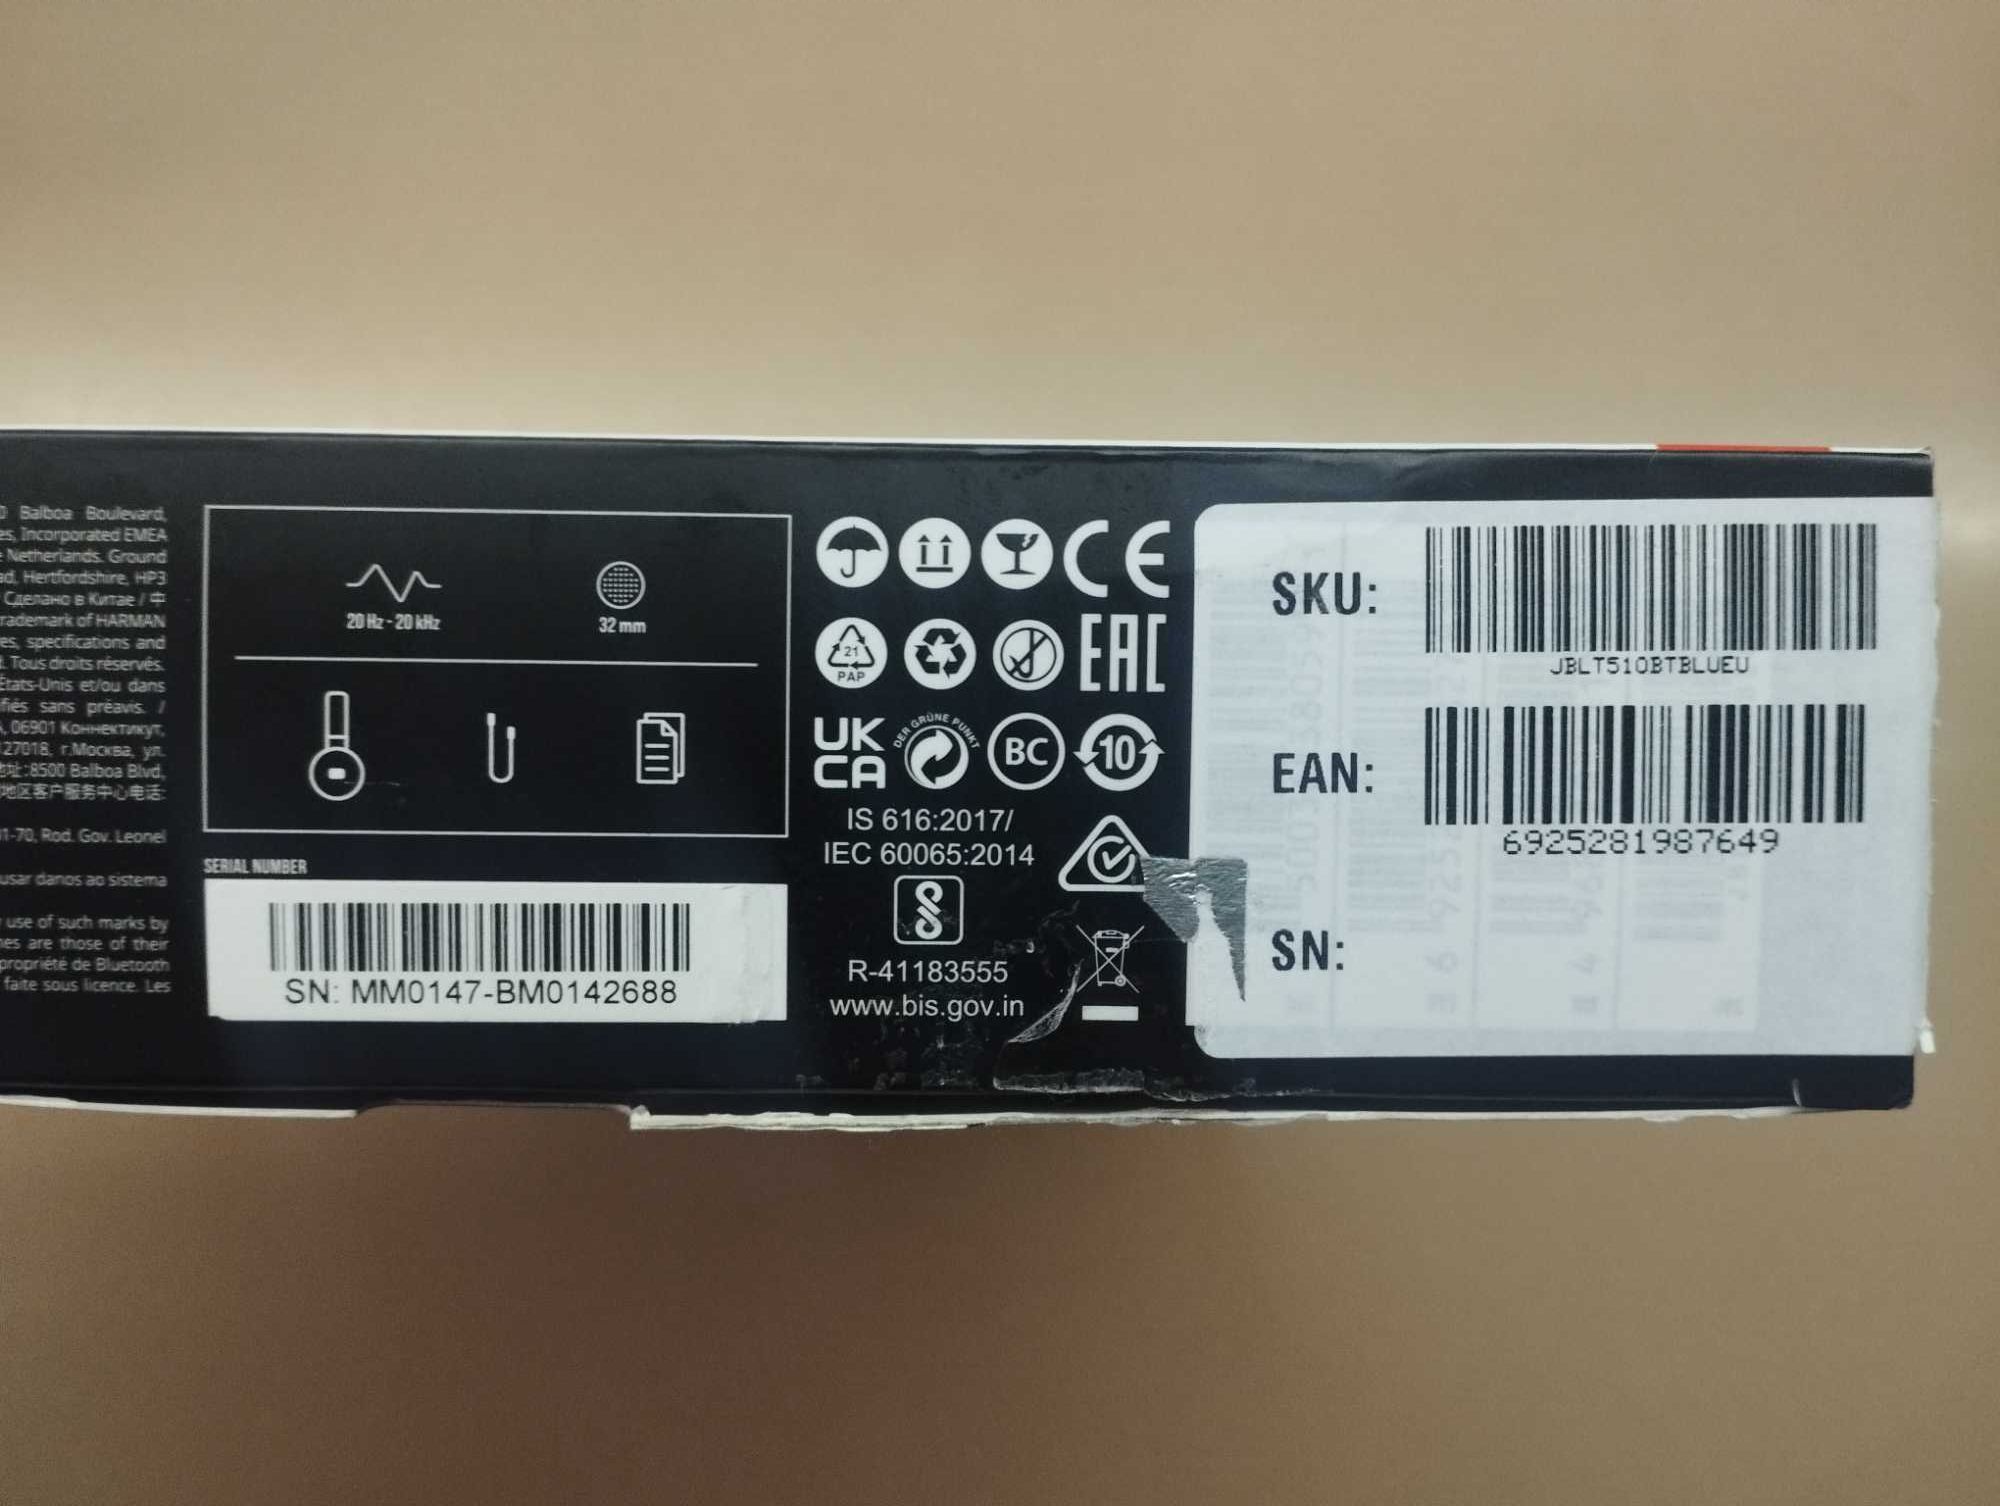 0 Balboa Boulevard,
es, Incorporated EMEA
Netherlands. Ground
ad, Hertfordshire, HP3
Сделано в Китае / 中
rademark of HARMAN
es, specifications and
. Tous droits réservés.
États-Unis et/ou dans
fiés sans préavis. /
, 06901 Коннектикут,
127018, г.Москва, ул.
地址:8500 Balboa Blvd,
地区客户服务中心电话:
01-70, Rod. Gov. Leonel
usar danos ao sistema
use of such marks by
nes are those of their
propriété de Bluetooth
faite sous licence. Les
20 Hz - 20 kHz
32 mm
SERIAL NUMBER
SN: MM0147-BM0142688
CE
21
PAP
EAC
UK
CA
DER GRÜNE PUNKT
BC
10
IS 616:2017/
IEC 60065:2014
R-41183555
www.bis.gov.in
SKU:
JBLT510BTBLUEU
EAN:
6925281987649
SN: